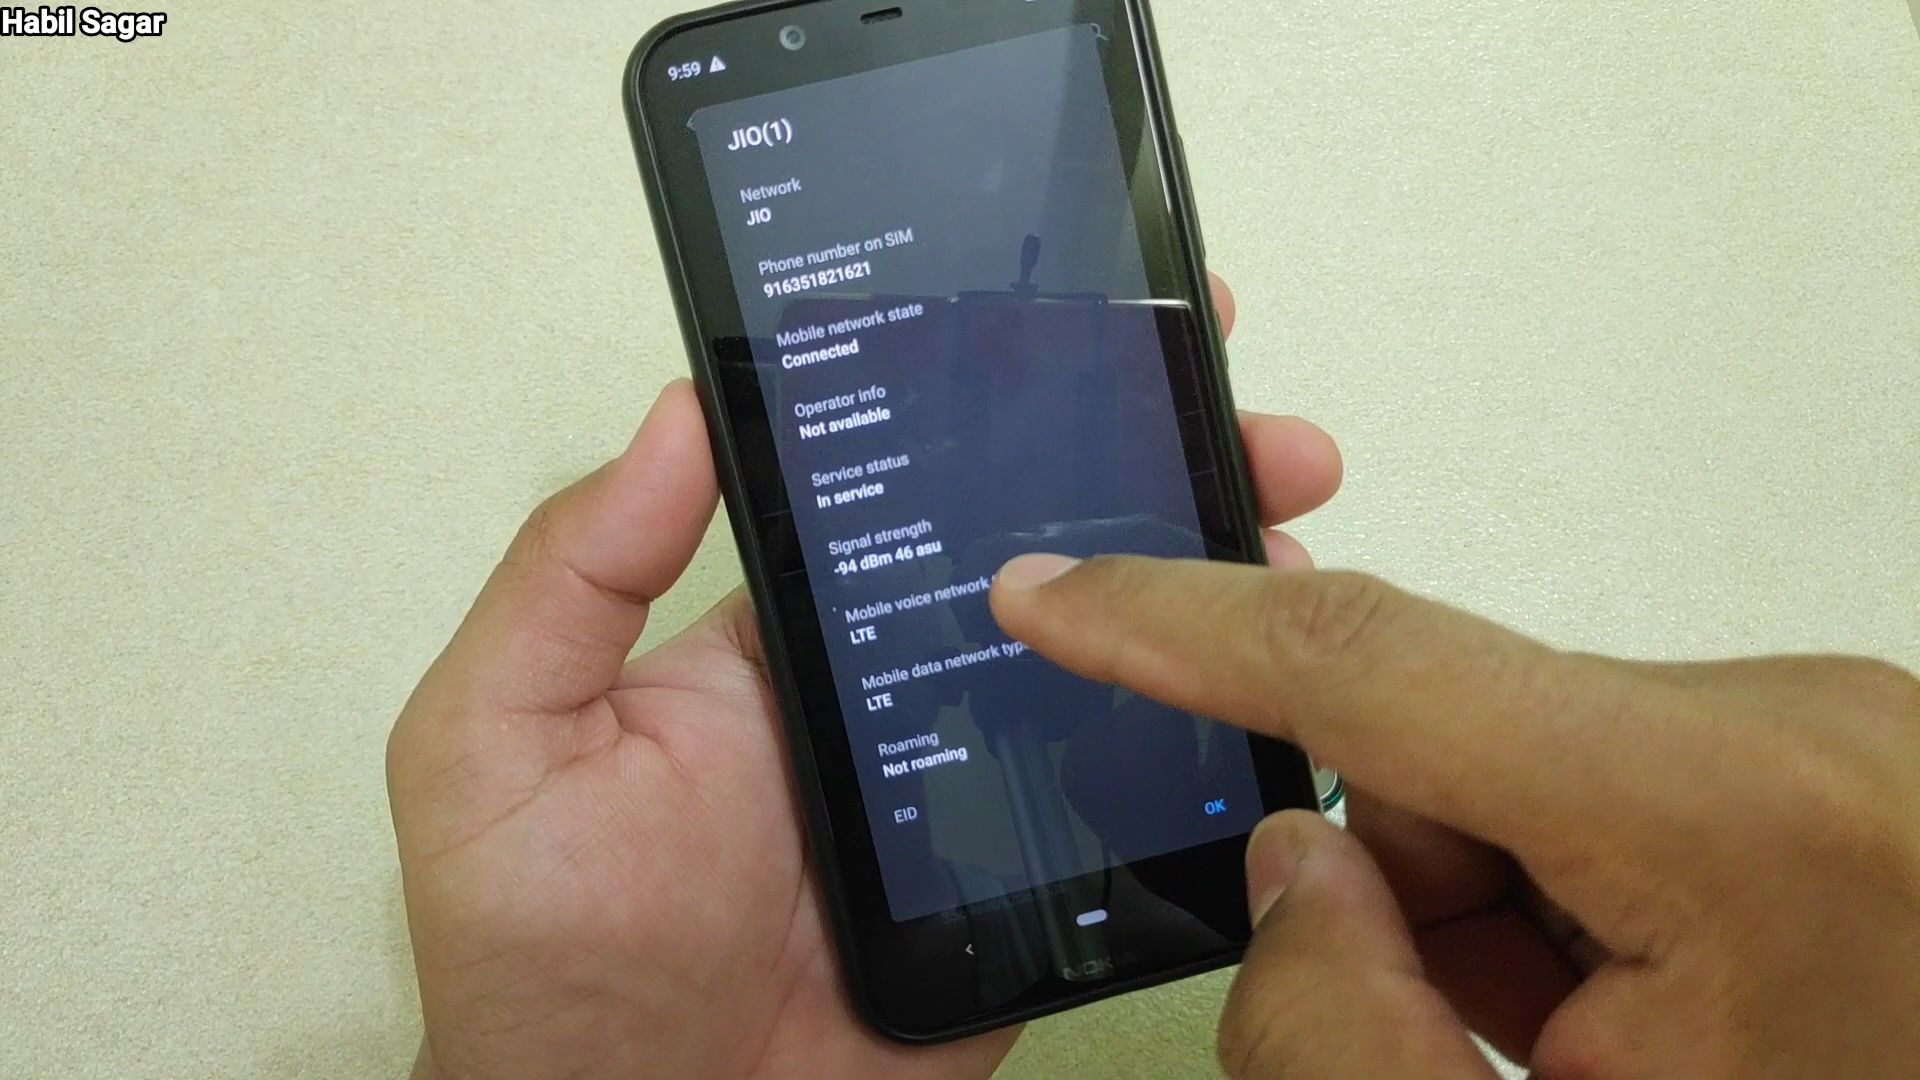 Habil Sagar
9:59
JIO(1)
Network
JIO
Phone number on SIM
916351821621
Mobile network state
Connected
Operator info
Not available
Service status
In service
Signal strength
-94 dBm 46 asu
Mobile voice network
LTE
Mobile data network type
LTE
Roaming
Not roaming
EID
OK
NOKIA